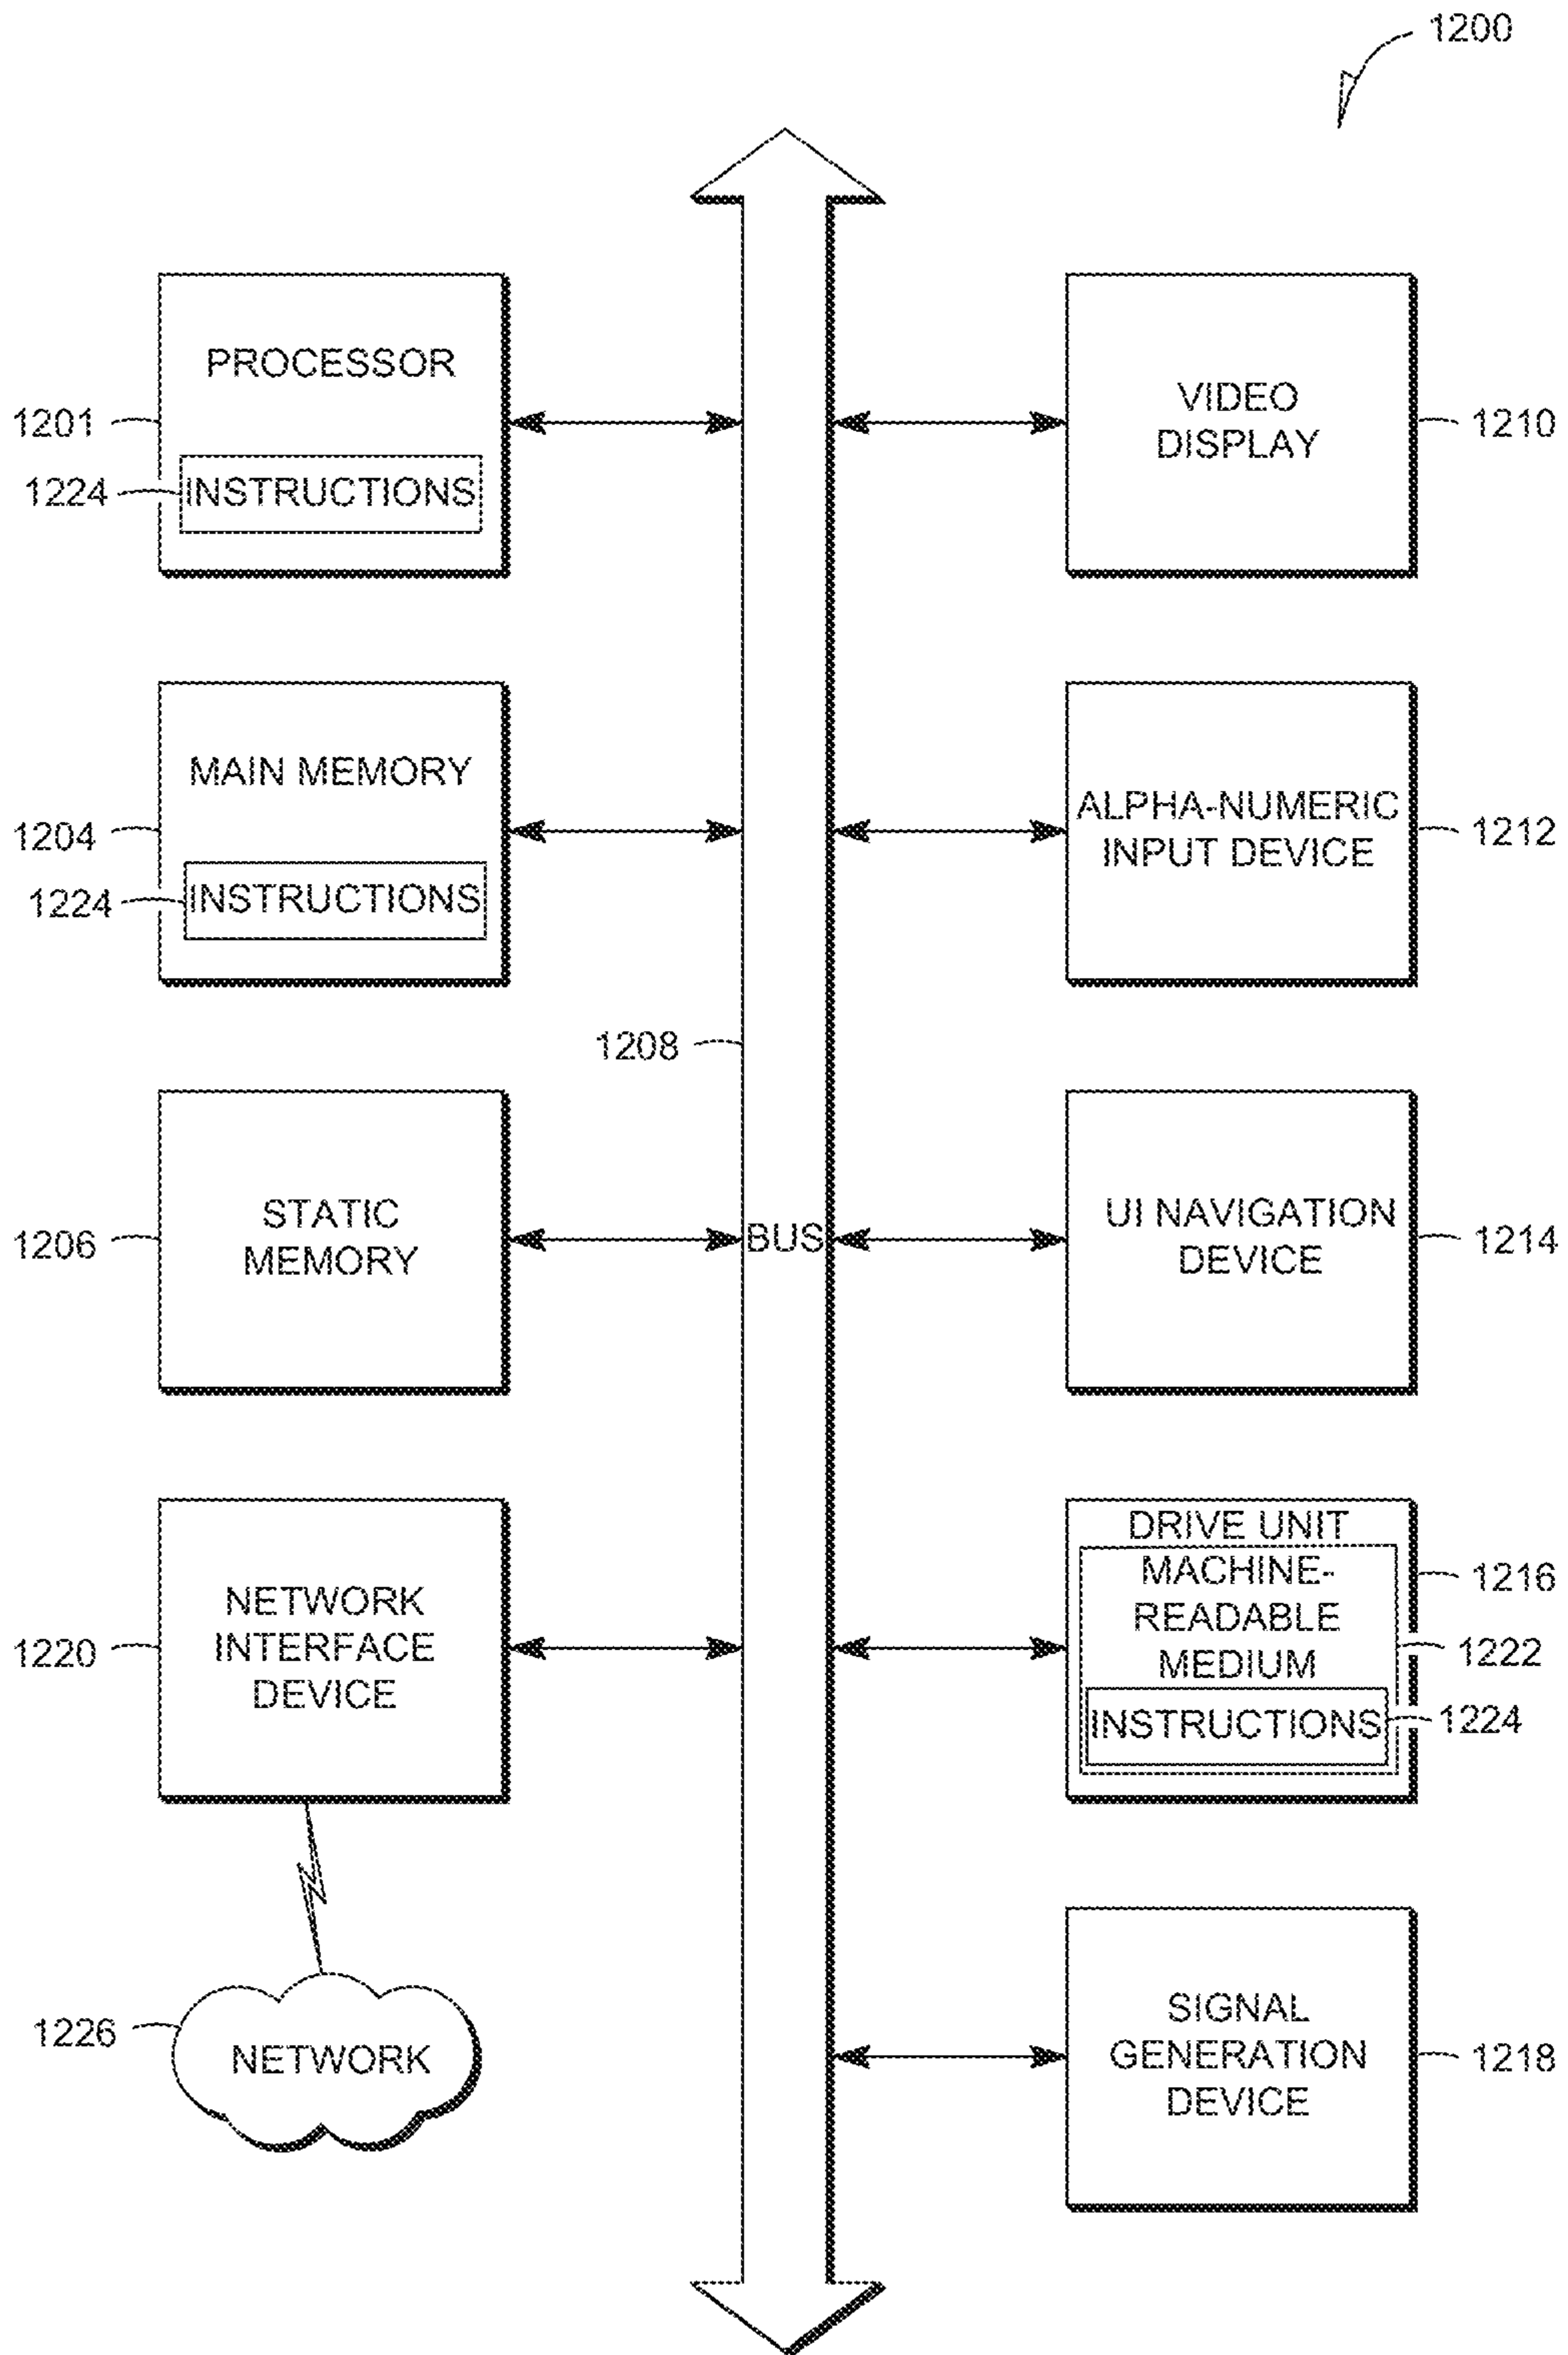 1200
PROCESSOR
1201
1224
INSTRUCTIONS
VIDEO
DISPLAY
1210
MAIN MEMORY
1204
1224
INSTRUCTIONS
ALPHA-NUMERIC
INPUT DEVICE
1212
1208
STATIC
MEMORY
1206
BUS
UI NAVIGATION
DEVICE
1214
NETWORK
INTERFACE
DEVICE
1220
DRIVE UNIT
MACHINE-
READABLE
MEDIUM
INSTRUCTIONS
1216
1222
1224
1226
NETWORK
SIGNAL
GENERATION
DEVICE
1218